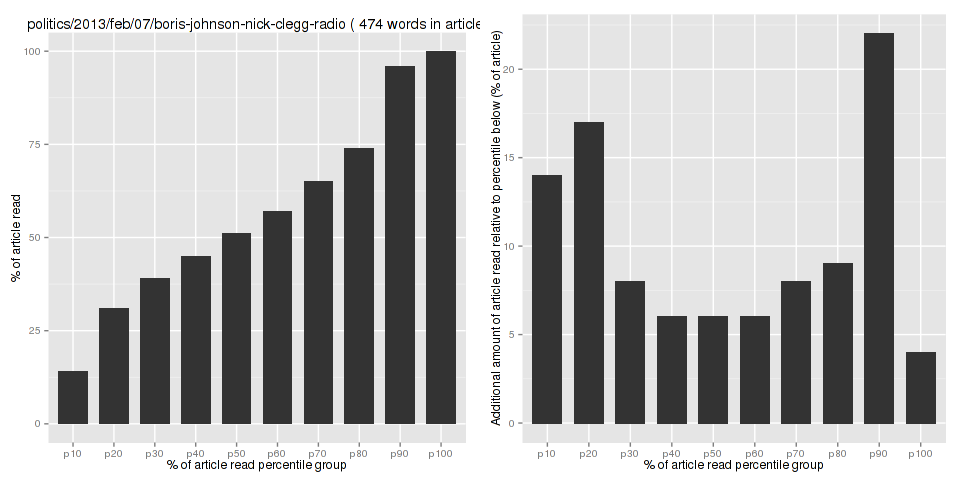 politics/2013/feb/07/boris-johnson-nick-clegg-radio ( 474 words in article
% of article read
100
75
50
25
0
p10 p20 p30 p40 p50 p60 p70 p80 p90 p100
% of article read percentile group
Additional amount of article read relative to percentile below (% of article)
20
15
10
5
0
p10 p20 p30 p40 p50 p60 p70 p80 p90 p100
% of article read percentile group